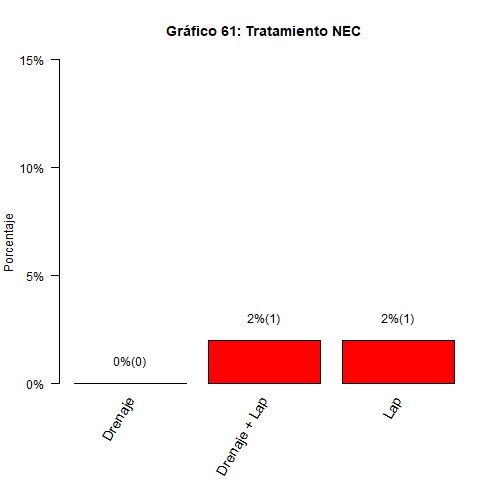 Gráfico 61: Tratamiento NEC
15%
10%
5%
0%
Porcentaje
0%(0)
2%(1)
2%(1)
Drenaje
Drenaje + Lap
Lap